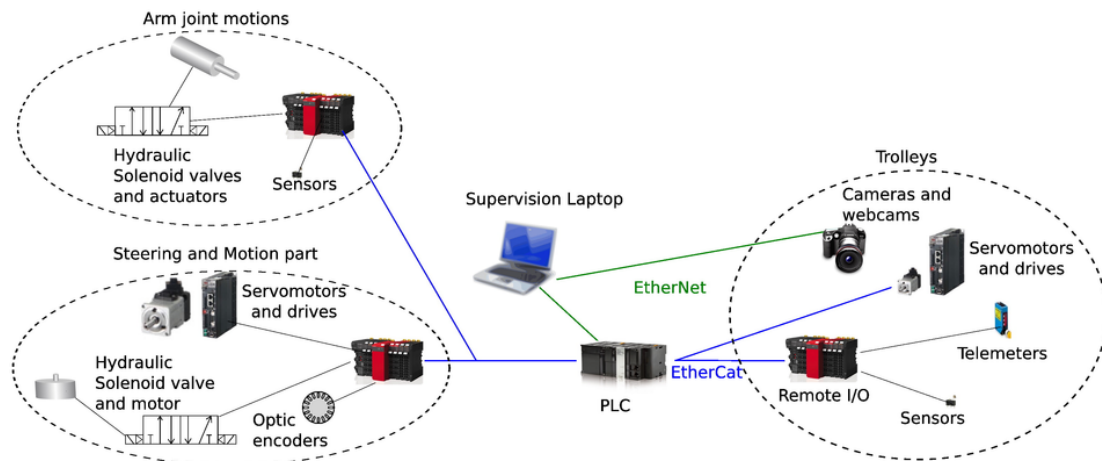 Arm joint motions
Hydraulic
Solenoid valves
and actuators
Sensors
Steering and Motion part
Servomotors
and drives
Hydraulic
Solenoid valve
and motor
Optic
encoders
Supervision Laptop
EtherNet
PLC
EtherCat
Trolleys
Cameras and
webcams
Servomotors
and drives
Telemeters
Remote I/O
Sensors